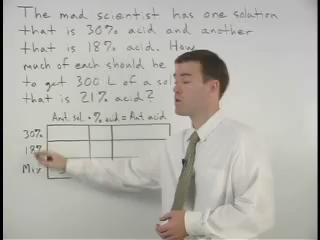 The mad scientist has one solution
that is 30% acid and another
that is 18% acid. How
much of each should he
to get 300 L of a sol
that is 21% acid?
Amt. sol. • % acid = Amt. acid
30%
18%
Mix